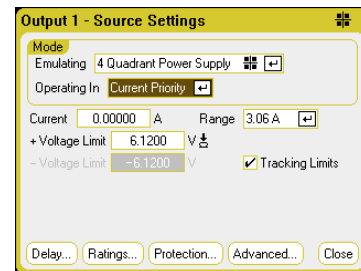 Output 1 - Source Settings
Mode
Emulating 4 Quadrant Power Supply
Operating In Current Priority
Current 0.00000 A Range 3.06 A
+ Voltage Limit 6.1200 V
- Voltage Limit -6.1200 V Tracking Limits
Delay... Ratings... Protection... Advanced... Close